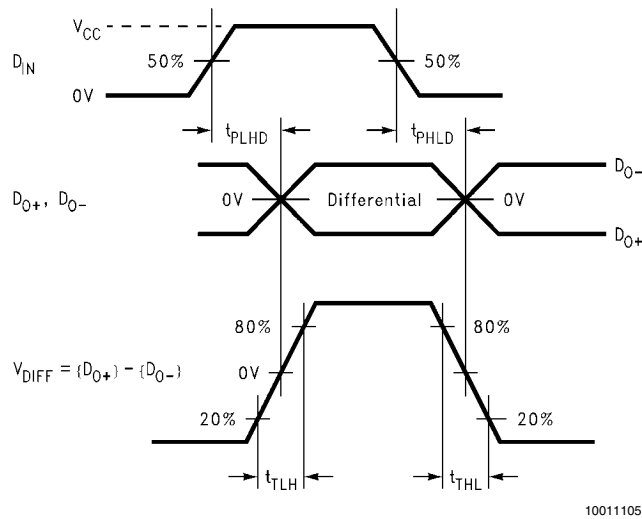 V_CC
D_IN
50%
50%
0V
t_PLHD
t_PHLD
D_O−
D_O+, D_O−
0V
Differential
0V
D_O+
80%
80%
V_DIFF = {D_O+} − {D_O−}
0V
20%
20%
t_TLH
t_THL
10011105